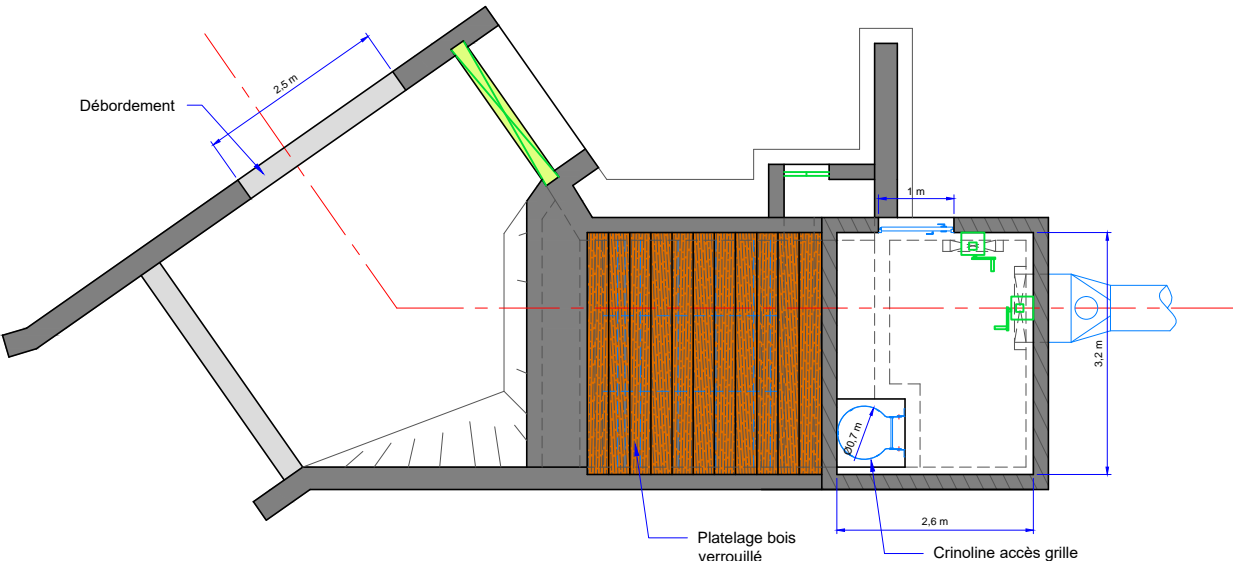 2.5 m
Débordement
1 m
3,2 m
Ø0,7 m
2,6 m
Platelage bois
verrouillé
Crinoline accès grille